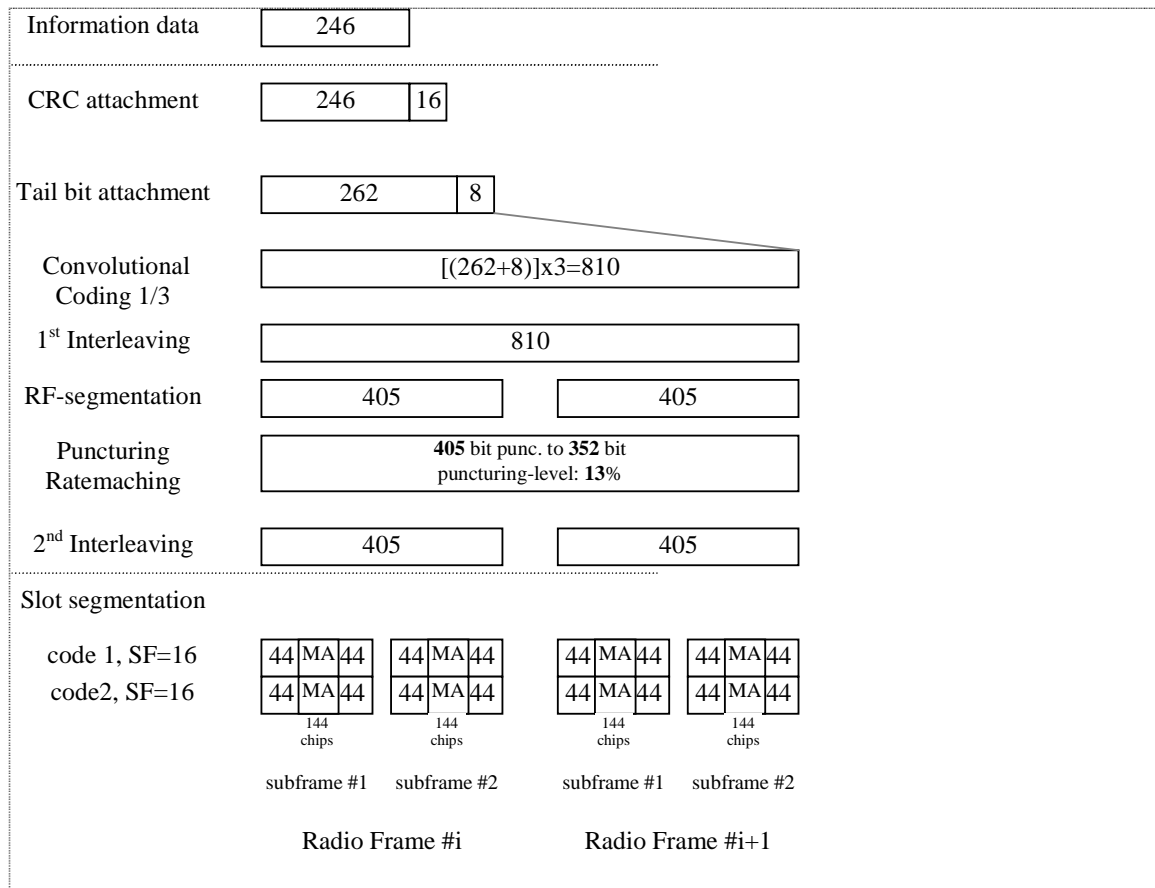 Information data 246
CRC attachment 246 16
Tail bit attachment 262 8
Convolutional
Coding 1/3
[(262+8)]x3=810
1st Interleaving 810
RF-segmentation 405 405
Puncturing
Ratemaching
405 bit punc. to 352 bit
puncturing-level: 13%
2nd Interleaving 405 405
Slot segmentation
code 1, SF=16 44 MA 44 44 MA 44 44 MA 44 44 MA 44
code2, SF=16 44 MA 44 44 MA 44 44 MA 44 44 MA 44
144 144 144 144
chips chips chips chips
subframe #1 subframe #2 subframe #1 subframe #2
Radio Frame #i Radio Frame #i+1